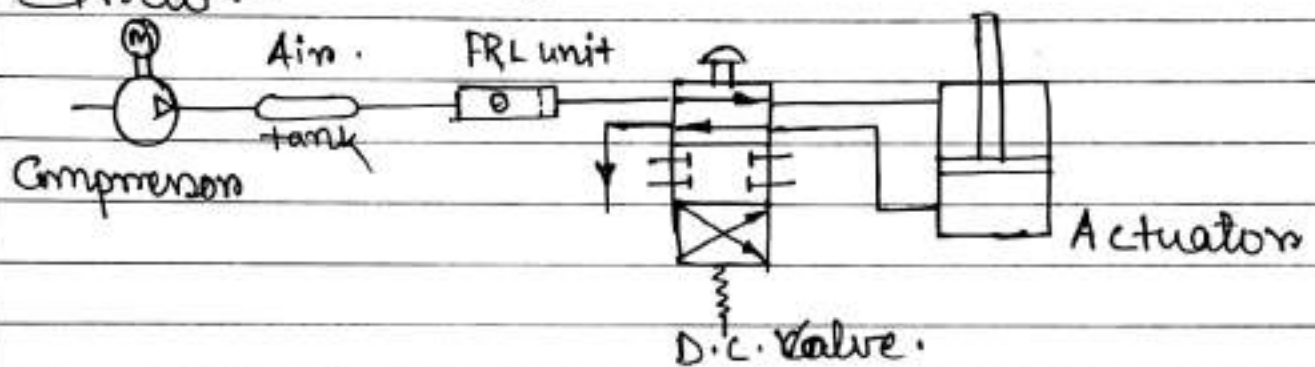 M
Air.
FRL unit
tank
Compressor
Actuator
D.C. Valve.